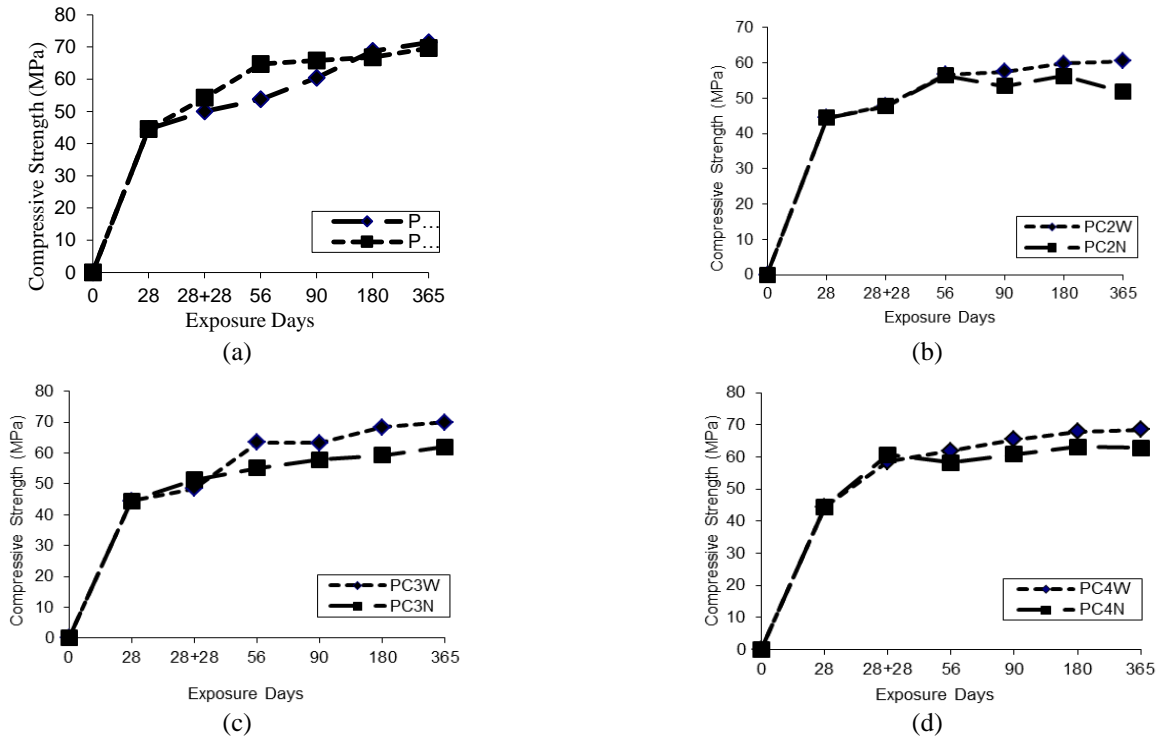 Compressive Strength (MPa)
80
70
60
50
40
30
20
10
0
0 28 28+28 56 90 180 365
Exposure Days
P...
P...
(a)
Compressive Strength (MPa)
70
60
50
40
30
20
10
0
0 28 28+28 56 90 180 365
Exposure Days
PC2W
PC2N
(b)
Compressive Strength (MPa)
80
70
60
50
40
30
20
10
0
0 28 28+28 56 90 180 365
Exposure Days
PC3W
PC3N
(c)
Compressive Strength (MPa)
80
70
60
50
40
30
20
10
0
0 28 28+28 56 90 180 365
Exposure Days
PC4W
PC4N
(d)